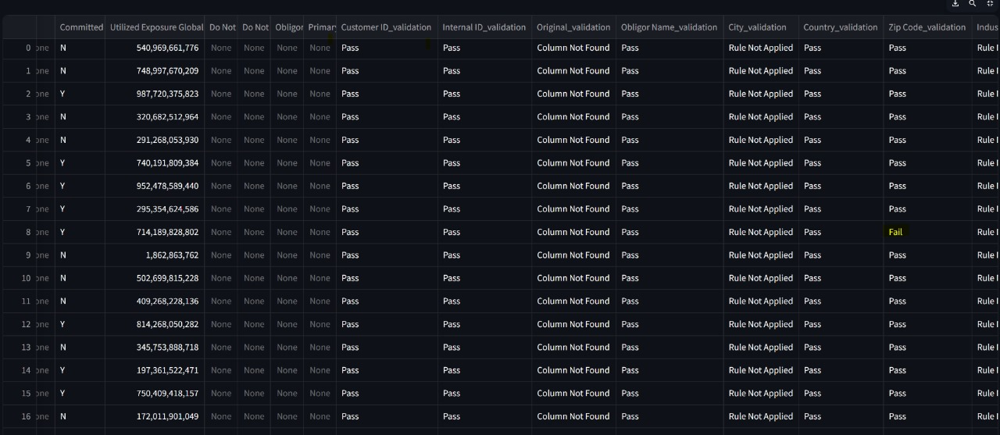 Committed Utilized Exposure Global Do Not Do Not Obligor Primary Customer ID_validation Internal ID_validation Original_validation Obligor Name_validation City_validation Country_validation Zip Code_validation Indus
0 one N 540,969,661,776 None None None None Pass Pass Column Not Found Pass Rule Not Applied Pass Pass Rule
1 one N 748,997,670,209 None None None None Pass Pass Column Not Found Pass Rule Not Applied Pass Pass Rule
2 one Y 987,720,375,823 None None None None Pass Pass Column Not Found Pass Rule Not Applied Pass Pass Rule
3 one N 320,682,512,964 None None None None Pass Pass Column Not Found Pass Rule Not Applied Pass Pass Rule
4 one N 291,268,053,930 None None None None Pass Pass Column Not Found Pass Rule Not Applied Pass Pass Rule
5 one Y 740,191,809,384 None None None None Pass Pass Column Not Found Pass Rule Not Applied Pass Pass Rule
6 one Y 952,478,589,440 None None None None Pass Pass Column Not Found Pass Rule Not Applied Pass Pass Rule
7 one Y 295,354,624,586 None None None None Pass Pass Column Not Found Pass Rule Not Applied Pass Pass Rule
8 one Y 714,189,828,802 None None None None Pass Pass Column Not Found Pass Rule Not Applied Pass Fail Rule
9 one N 1,862,863,762 None None None None Pass Pass Column Not Found Pass Rule Not Applied Pass Pass Rule
10 one N 502,699,815,228 None None None None Pass Pass Column Not Found Pass Rule Not Applied Pass Pass Rule
11 one N 409,268,228,136 None None None None Pass Pass Column Not Found Pass Rule Not Applied Pass Pass Rule
12 one Y 814,268,050,282 None None None None Pass Pass Column Not Found Pass Rule Not Applied Pass Pass Rule
13 one N 345,753,888,718 None None None None Pass Pass Column Not Found Pass Rule Not Applied Pass Pass Rule
14 one Y 197,361,522,471 None None None None Pass Pass Column Not Found Pass Rule Not Applied Pass Pass Rule
15 one Y 750,409,418,157 None None None None Pass Pass Column Not Found Pass Rule Not Applied Pass Pass Rule
16 one N 172,011,901,049 None None None None Pass Pass Column Not Found Pass Rule Not Applied Pass Pass Rule